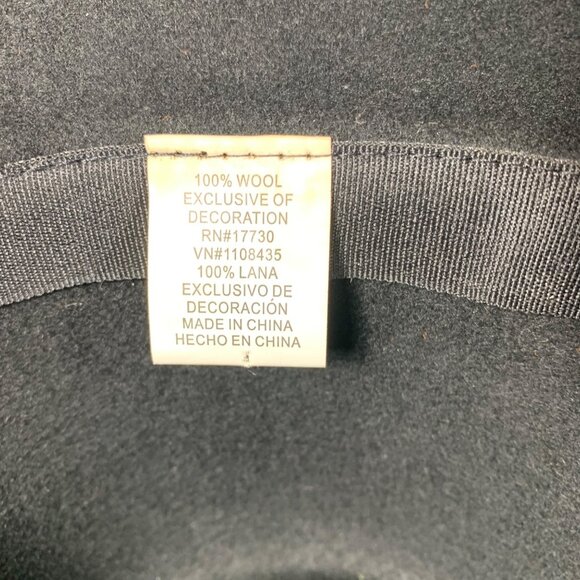 100% WOOL
EXCLUSIVE OF
DECORATION
RN#17730
VN#1108435
100% LANA
EXCLUSIVO DE
DECORACIÓN
MADE IN CHINA
HECHO EN CHINA